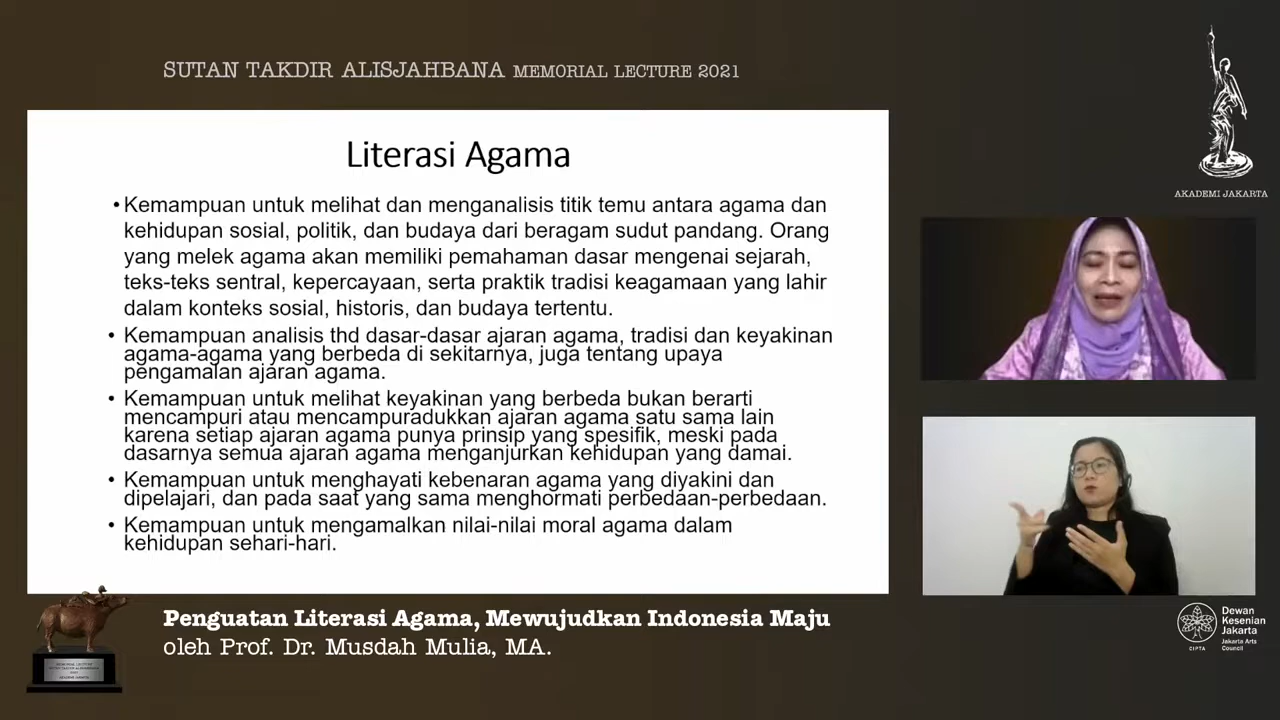 SUTAN TAKDIR ALISJAHBANA MEMORIAL LECTURE 2021
AKADEMI JAKARTA
Literasi Agama
• Kemampuan untuk melihat dan menganalisis titik temu antara agama dan
kehidupan sosial, politik, dan budaya dari beragam sudut pandang. Orang
yang melek agama akan memiliki pemahaman dasar mengenai sejarah,
teks-teks sentral, kepercayaan, serta praktik tradisi keagamaan yang lahir
dalam konteks sosial, historis, dan budaya tertentu.
• Kemampuan analisis thd dasar-dasar ajaran agama, tradisi dan keyakinan
agama-agama yang berbeda di sekitarnya, juga tentang upaya
pengamalan ajaran agama.
• Kemampuan untuk melihat keyakinan yang berbeda bukan berarti
mencampuri atau mencampuradukkan ajaran agama satu sama lain
karena setiap ajaran agama punya prinsip yang spesifik, meski pada
dasarnya semua ajaran agama menganjurkan kehidupan yang damai.
• Kemampuan untuk menghayati kebenaran agama yang diyakini dan
dipelajari, dan pada saat yang sama menghormati perbedaan-perbedaan.
• Kemampuan untuk mengamalkan nilai-nilai moral agama dalam
kehidupan sehari-hari.
Penguatan Literasi Agama, Mewujudkan Indonesia Maju
oleh Prof. Dr. Musdah Mulia, MA.
CIPTA
Dewan
Kesenian
Jakarta
Jakarta Arts
Council